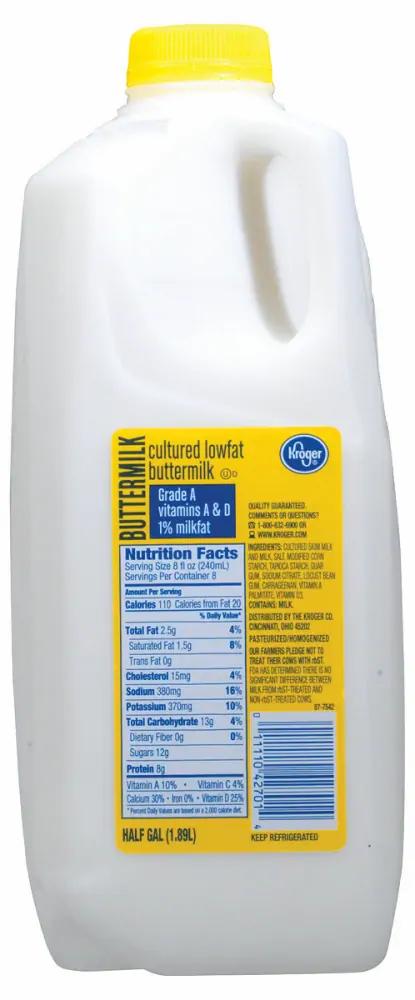 BUTTERMILK
cultured lowfat
buttermilk Ⓤ D
Grade A
vitamins A & D
1% milkfat
Kroger®
Nutrition Facts
Serving Size 8 fl oz (240mL)
Servings Per Container 8
Amount Per Serving
Calories 110 Calories from Fat 20
% Daily Value*
Total Fat 2.5g 4%
Saturated Fat 1.5g 8%
Trans Fat 0g
Cholesterol 15mg 4%
Sodium 380mg 16%
Potassium 370mg 10%
Total Carbohydrate 13g 4%
Dietary Fiber 0g 0%
Sugars 12g
Protein 8g
Vitamin A 10% • Vitamin C 4%
Calcium 30% • Iron 0% • Vitamin D 25%
*Percent Daily Values are based on a 2,000 calorie diet.
HALF GAL (1.89L)
QUALITY GUARANTEED.
COMMENTS OR QUESTIONS?
1-800-632-6900 OR
WWW.KROGER.COM
INGREDIENTS: CULTURED SKIM MILK
AND MILK, SALT, MODIFIED CORN
STARCH, TAPIOCA STARCH, GUAR
GUM, SODIUM CITRATE, LOCUST BEAN
GUM, CARRAGEENAN, VITAMIN A
PALMITATE, VITAMIN D3.
CONTAINS: MILK.
DISTRIBUTED BY THE KROGER CO.
CINCINNATI, OHIO 45202
PASTEURIZED/HOMOGENIZED
OUR FARMERS PLEDGE NOT TO
TREAT THEIR COWS WITH rbST.
FDA HAS DETERMINED THERE IS NO
SIGNIFICANT DIFFERENCE BETWEEN
MILK FROM rbST-TREATED AND
NON-rbST-TREATED COWS.
87-7542
0 11110 42701 4
KEEP REFRIGERATED